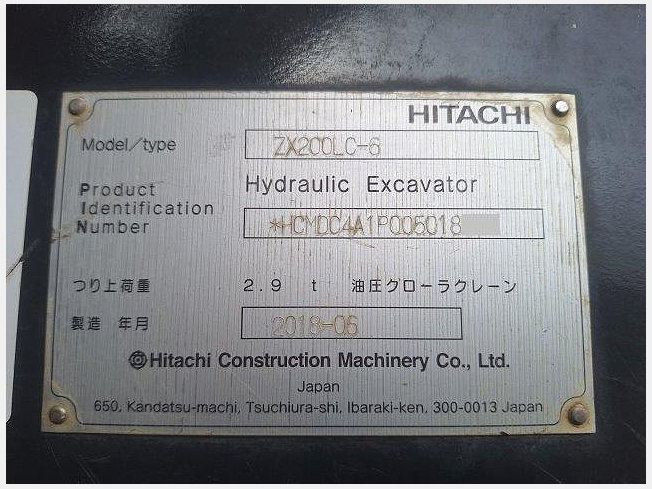 HITACHI
Model/type ZX200LC-6
Hydraulic Excavator
Product
Identification
Number *HCMDC4A1P005018
つり上荷重 2.9 t 油圧クローラクレーン
製造 年月 2018-06
Hitachi Construction Machinery Co., Ltd.
Japan
650, Kandatsu-machi, Tsuchiura-shi, Ibaraki-ken, 300-0013 Japan